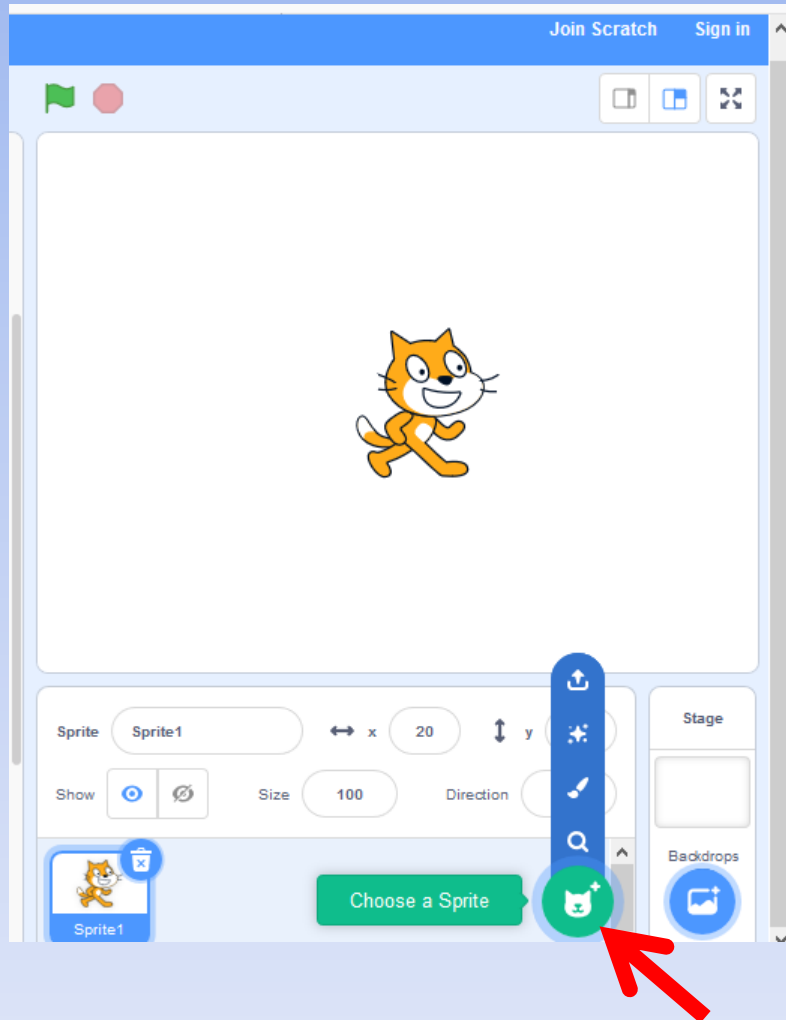 Join Scratch Sign in
Sprite Sprite1 x 20 y
Stage
Show Size 100 Direction
Backdrops
Choose a Sprite
Sprite1